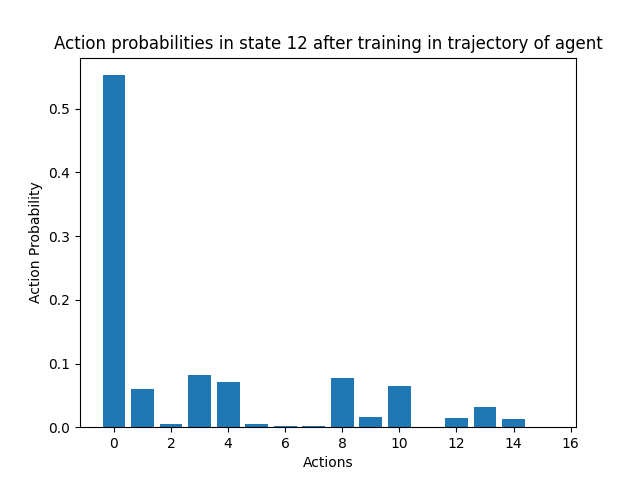 Action probabilities in state 12 after training in trajectory of agent
0.5
0.4
0.3
0.2
0.1
0.0
Action Probability
0 2 4 6 8 10 12 14 16
Actions